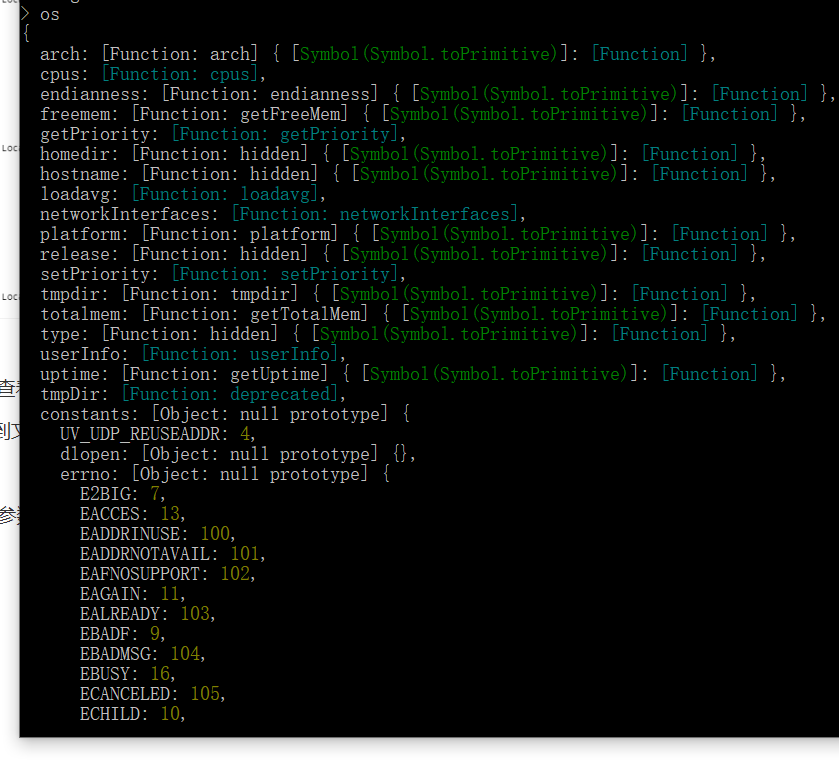 > os
{
arch: [Function: arch] { [Symbol(Symbol.toPrimitive)]: [Function] },
cpus: [Function: cpus],
endianness: [Function: endianness] { [Symbol(Symbol.toPrimitive)]: [Function] },
freemem: [Function: getFreeMem] { [Symbol(Symbol.toPrimitive)]: [Function] },
getPriority: [Function: getPriority],
homedir: [Function: hidden] { [Symbol(Symbol.toPrimitive)]: [Function] },
hostname: [Function: hidden] { [Symbol(Symbol.toPrimitive)]: [Function] },
loadavg: [Function: loadavg],
networkInterfaces: [Function: networkInterfaces],
platform: [Function: platform] { [Symbol(Symbol.toPrimitive)]: [Function] },
release: [Function: hidden] { [Symbol(Symbol.toPrimitive)]: [Function] },
setPriority: [Function: setPriority],
tmpdir: [Function: tmpdir] { [Symbol(Symbol.toPrimitive)]: [Function] },
totalmem: [Function: getTotalMem] { [Symbol(Symbol.toPrimitive)]: [Function] },
type: [Function: hidden] { [Symbol(Symbol.toPrimitive)]: [Function] },
userInfo: [Function: userInfo],
uptime: [Function: getUptime] { [Symbol(Symbol.toPrimitive)]: [Function] },
tmpDir: [Function: deprecated],
constants: [Object: null prototype] {
UV_UDP_REUSEADDR: 4,
dlopen: [Object: null prototype] {},
errno: [Object: null prototype] {
E2BIG: 7,
EACCES: 13,
EADDRINUSE: 100,
EADDRNOTAVAIL: 101,
EAFNOSUPPORT: 102,
EAGAIN: 11,
EALREADY: 103,
EBADF: 9,
EBADMSG: 104,
EBUSY: 16,
ECANCELED: 105,
ECHILD: 10,